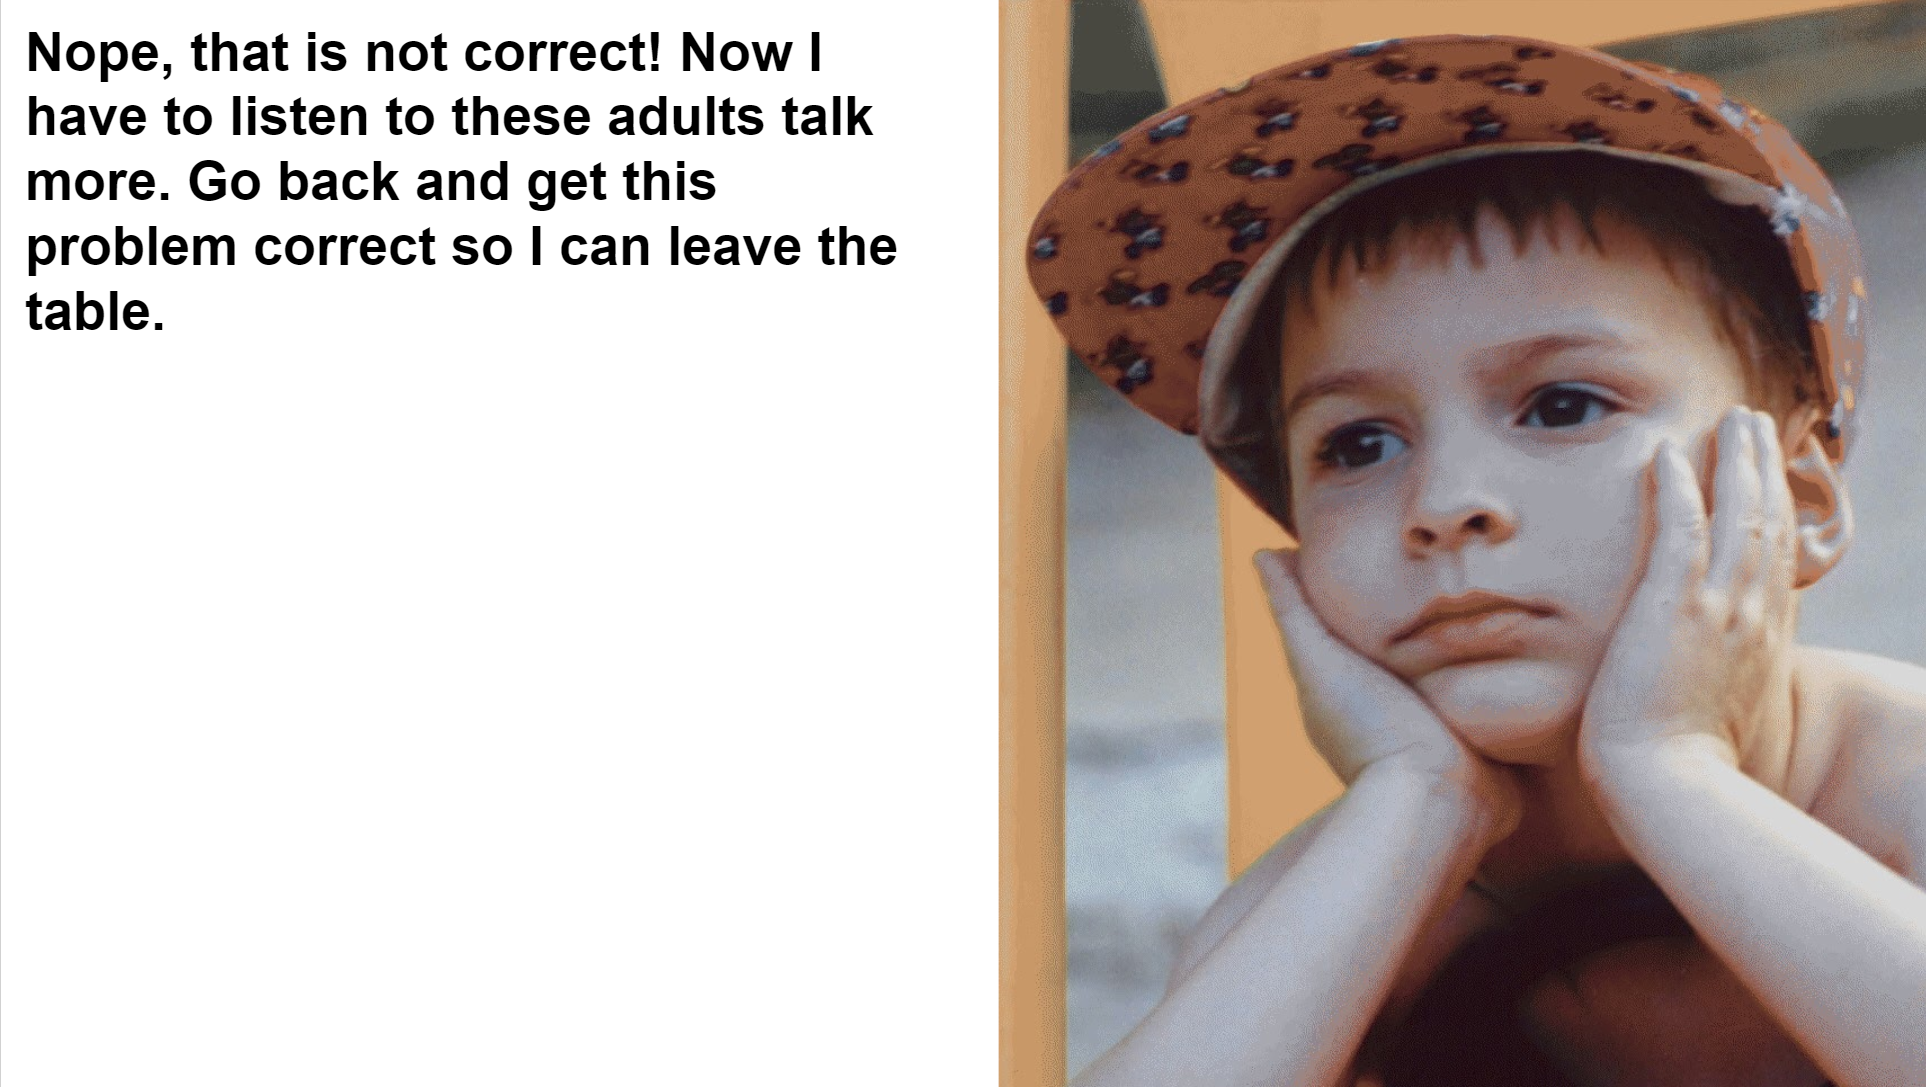 Nope, that is not correct! Now I
have to listen to these adults talk
more. Go back and get this
problem correct so I can leave the
table.